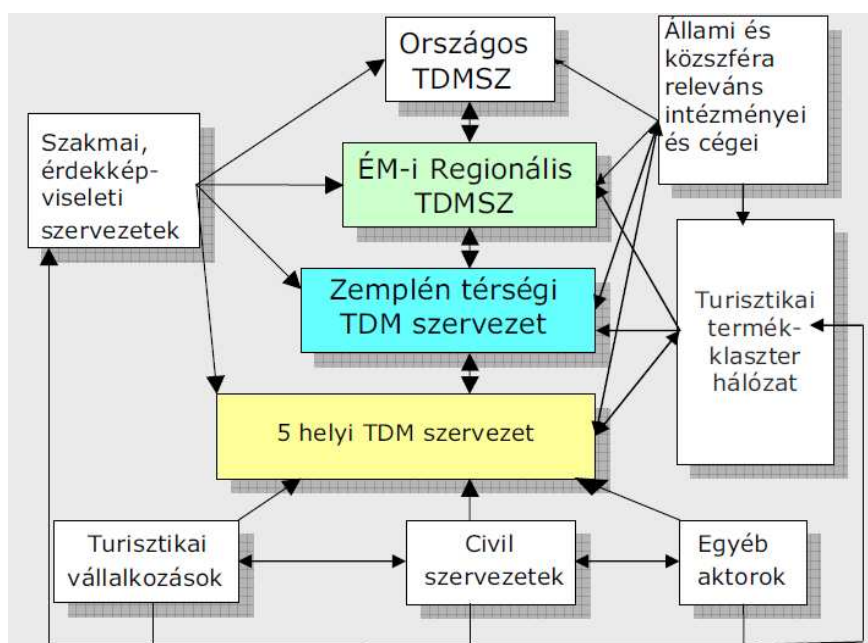 Országos
TDMSZ
Állami és
közszféra
releváns
intézményei
és cégei
Szakmai,
érdekkép-
viseleti
szervezetek
ÉM-i Regionális
TDMSZ
Zemplén térségi
TDM szervezet
Turisztikai
termék-
klaszter
hálózat
5 helyi TDM szervezet
Turisztikai
vállalkozások
Civil
szervezetek
Egyéb
aktorok